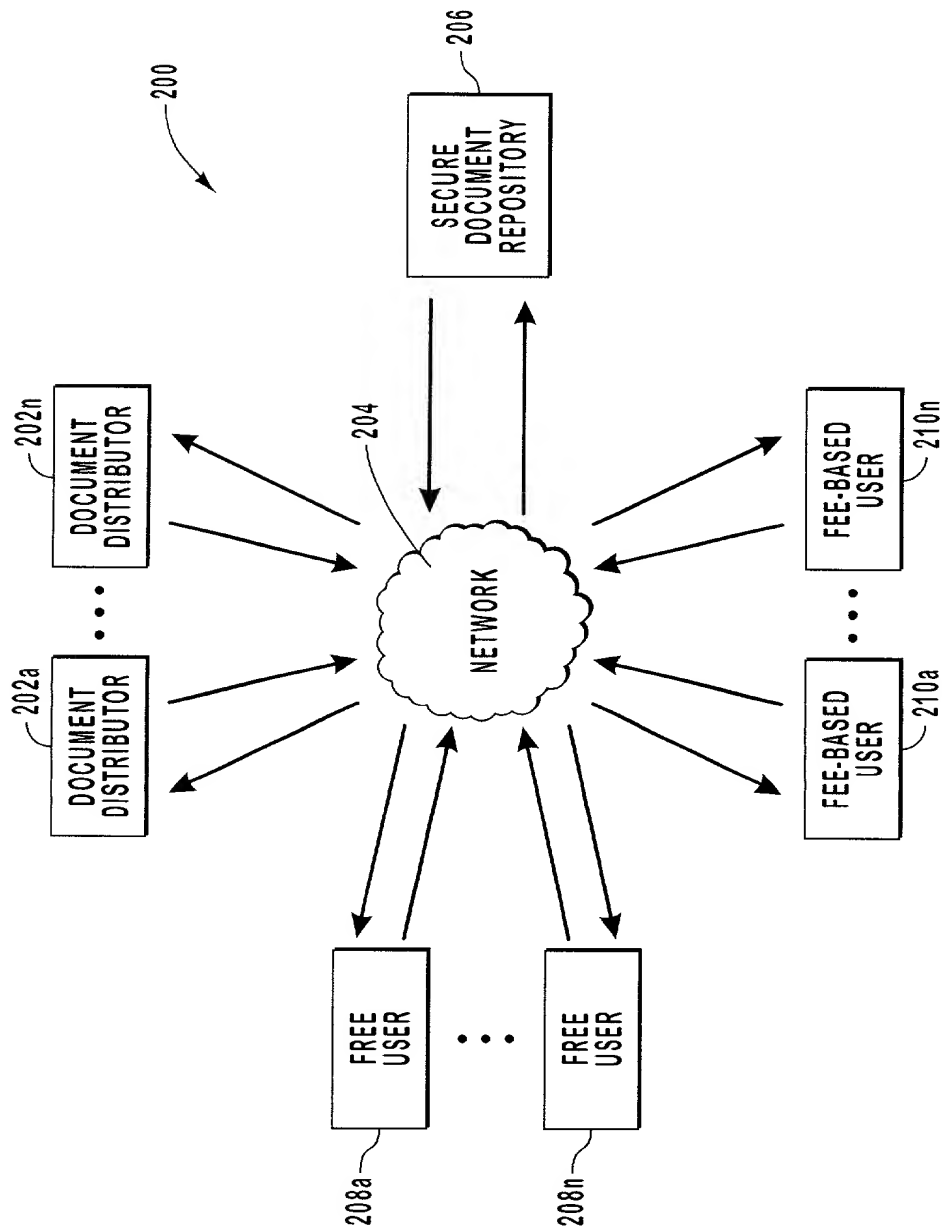 200
206
SECURE
DOCUMENT
REPOSITORY
202n
DOCUMENT
DISTRIBUTOR
202a
DOCUMENT
DISTRIBUTOR
204
NETWORK
210n
FEE-BASED
USER
210a
FEE-BASED
USER
FREE
USER
208a
FREE
USER
208n